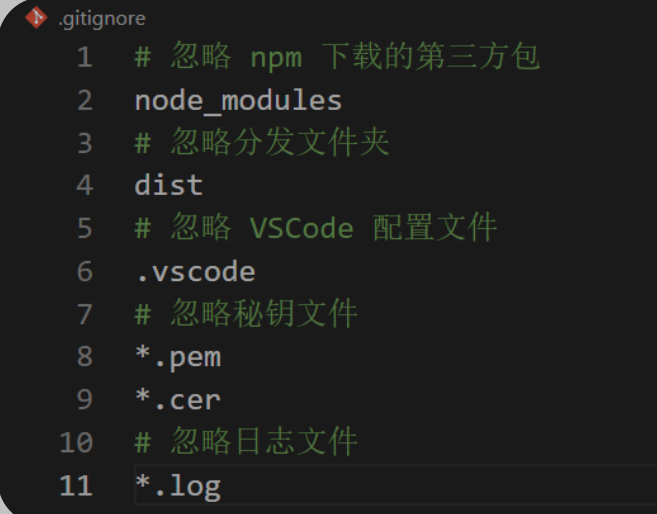 .gitignore
1 # 忽略 npm 下载的第三方包
2 node_modules
3 # 忽略分发文件夹
4 dist
5 # 忽略 VSCode 配置文件
6 .vscode
7 # 忽略秘钥文件
8 *.pem
9 *.cer
10 # 忽略日志文件
11 *.log